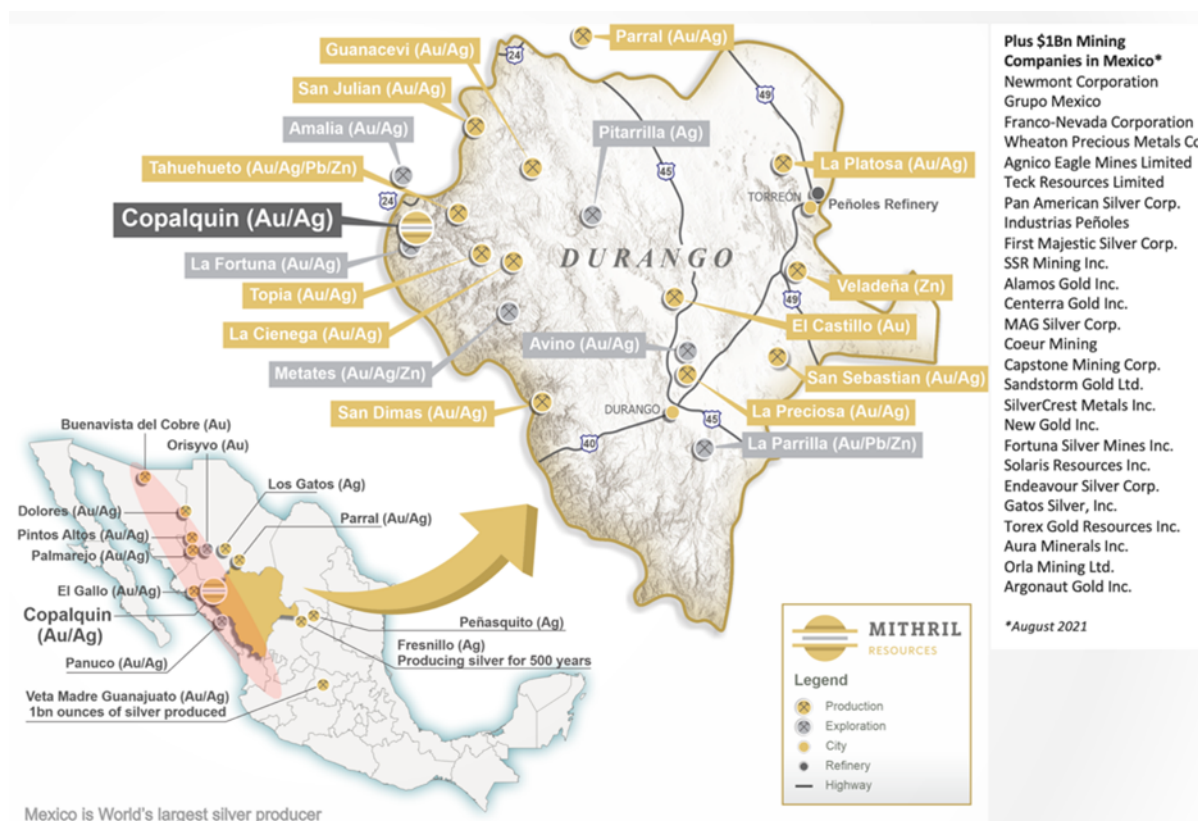 Parral (Au/Ag)
Guanacevi (Au/Ag)
24
San Julian (Au/Ag)
49
Amalia (Au/Ag)
Pitarrilla (Ag)
Tahuehueto (Au/Ag/Pb/Zn)
La Platosa (Au/Ag)
45
24
TORREÓN
Peñoles Refinery
Copalquin (Au/Ag)
La Fortuna (Au/Ag)
DURANGO
Topia (Au/Ag)
Veladeña (Zn)
49
La Cienega (Au/Ag)
El Castillo (Au)
Avino (Au/Ag)
Metates (Au/Ag/Zn)
San Sebastian (Au/Ag)
San Dimas (Au/Ag)
DURANGO
La Preciosa (Au/Ag)
45
40
La Parrilla (Au/Pb/Zn)
Buenavista del Cobre (Au)
Orisyvo (Au)
Los Gatos (Ag)
Dolores (Au/Ag)
Parral (Au/Ag)
Pintos Altos (Au/Ag)
Palmarejo (Au/Ag)
El Gallo (Au/Ag)
Copalquin
(Au/Ag)
Peñasquito (Ag)
Fresnillo (Ag)
Producing silver for 500 years
Panuco (Au/Ag)
Veta Madre Guanajuato (Au/Ag)
1bn ounces of silver produced
Mexico is World's largest silver producer
MITHRIL
RESOURCES
Legend
Production
Exploration
City
Refinery
Highway
Plus $1Bn Mining
Companies in Mexico*
Newmont Corporation
Grupo Mexico
Franco-Nevada Corporation
Wheaton Precious Metals Co
Agnico Eagle Mines Limited
Teck Resources Limited
Pan American Silver Corp.
Industrias Peñoles
First Majestic Silver Corp.
SSR Mining Inc.
Alamos Gold Inc.
Centerra Gold Inc.
MAG Silver Corp.
Coeur Mining
Capstone Mining Corp.
Sandstorm Gold Ltd.
SilverCrest Metals Inc.
New Gold Inc.
Fortuna Silver Mines Inc.
Solaris Resources Inc.
Endeavour Silver Corp.
Gatos Silver, Inc.
Torex Gold Resources Inc.
Aura Minerals Inc.
Orla Mining Ltd.
Argonaut Gold Inc.
*August 2021